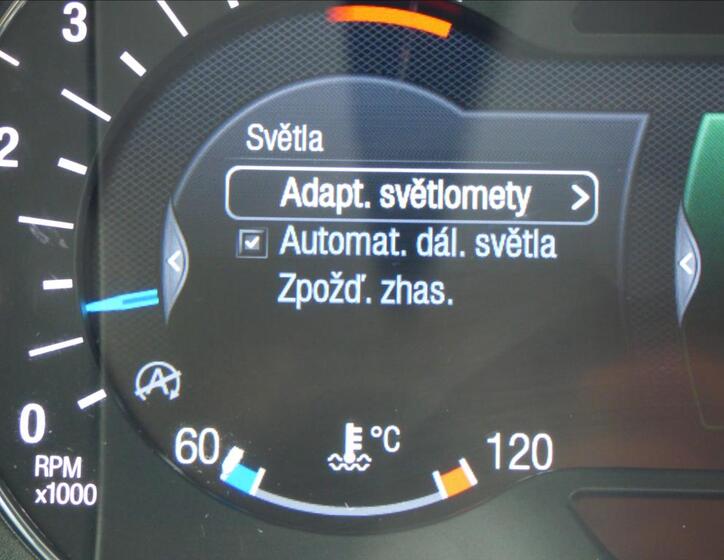 3
2
Světla
Adapt. světlomety >
Automat. dál. světla
Zpožď. zhas.
A
0
60 °C 120
RPM
x1000